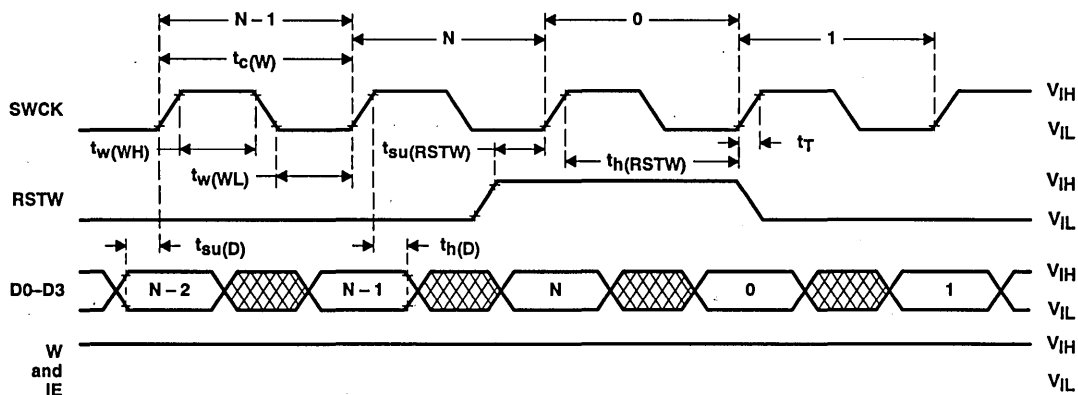 N – 1
N
0
1
tc(W)
SWCK
VIH
VIL
tw(WH)
tsu(RSTW)
tT
th(RSTW)
tw(WL)
RSTW
VIH
VIL
tsu(D)
th(D)
D0–D3
N – 2
N – 1
N
0
1
VIH
VIL
W
and
IE
VIH
VIL